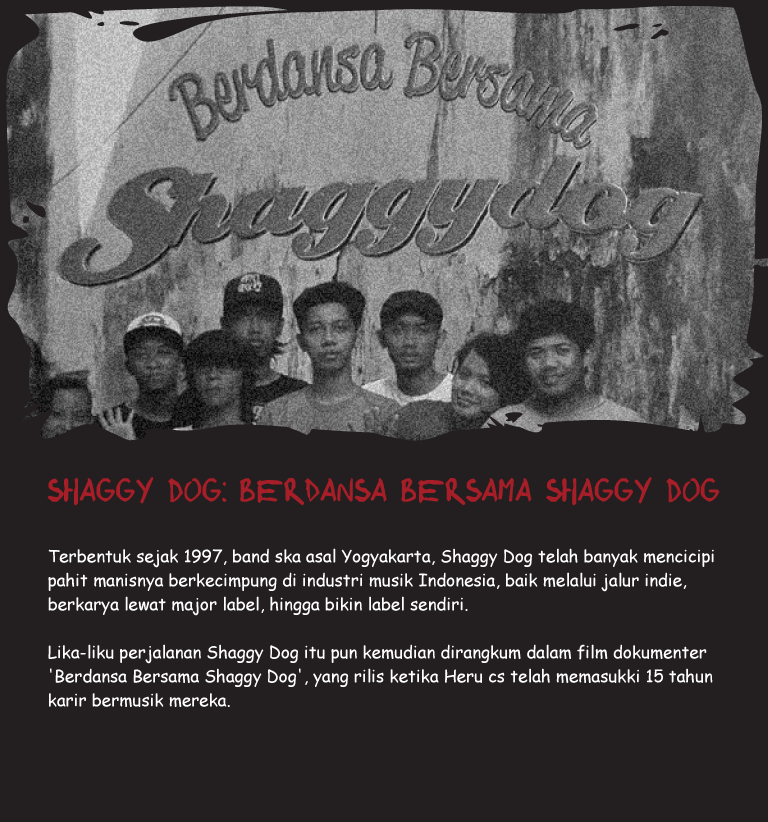 Berdansa Bersama
Shaggydog
SHAGGY DOG: BERDANSA BERSAMA SHAGGY DOG
Terbentuk sejak 1997, band ska asal Yogyakarta, Shaggy Dog telah banyak mencicipi
pahit manisnya berkecimpung di industri musik Indonesia, baik melalui jalur indie,
berkarya lewat major label, hingga bikin label sendiri.
Lika-liku perjalanan Shaggy Dog itu pun kemudian dirangkum dalam film dokumenter
'Berdansa Bersama Shaggy Dog', yang rilis ketika Heru cs telah memasukki 15 tahun
karir bermusik mereka.